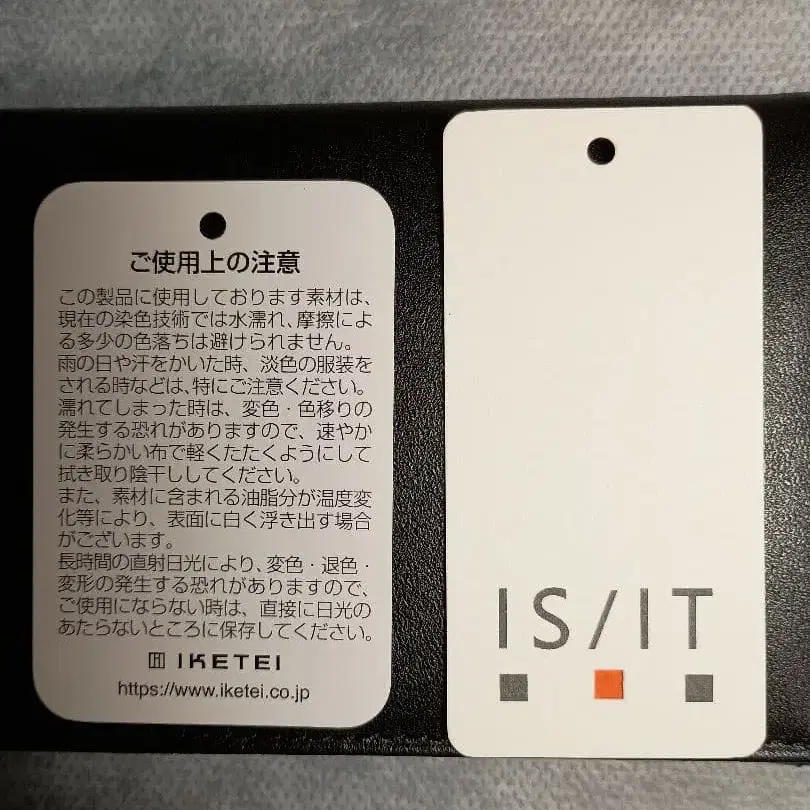 ご使用上の注意
この製品に使用しております素材は、
現在の染色技術では水濡れ、摩擦によ
る多少の色落ちは避けられません。
雨の日や汗をかいた時、淡色の服装を
される時などは、特にご注意ください。
濡れてしまった時は、変色・色移りの
発生する恐れがありますので、速やか
に柔らかい布で軽くたたくようにして
拭き取り陰干ししてください。
また、素材に含まれる油脂分が温度変
化等により、表面に白く浮き出す場合
がございます。
長時間の直射日光により、変色・退色・
変形の発生する恐れがありますので、
ご使用にならない時は、直接に日光の
あたらないところに保存してください。
IKETEI
https://www.iketei.co.jp
IS/IT